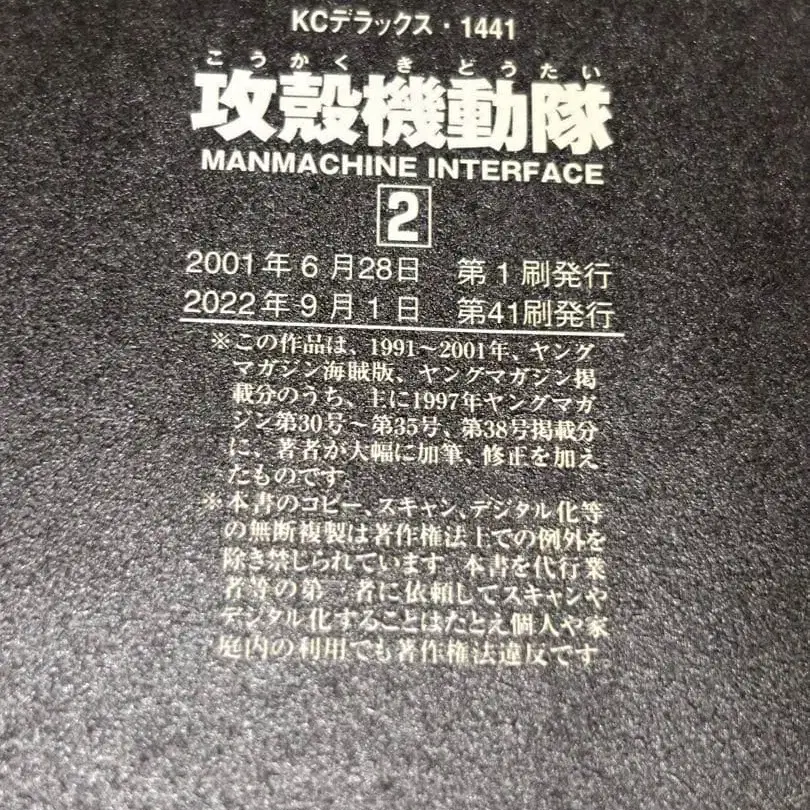 KCデラックス・1441
こうかくきどうたい
攻殻機動隊
MANMACHINE INTERFACE
2
2001年6月28日 第1刷発行
2022年9月1日 第41刷発行
※この作品は、1991～2001年、ヤング
マガジン海賊版、ヤングマガジン掲
載分のうち、主に1997年ヤングマガ
ジン第30号～第35号、第38号掲載分
に、著者が大幅に加筆、修正を加え
たものです。
※本書のコピー、スキャン、デジタル化等
の無断複製は著作権法上での例外を
除き禁じられています。本書を代行業
者等の第三者に依頼してスキャンや
デジタル化することはたとえ個人や家
庭内の利用でも著作権法違反です